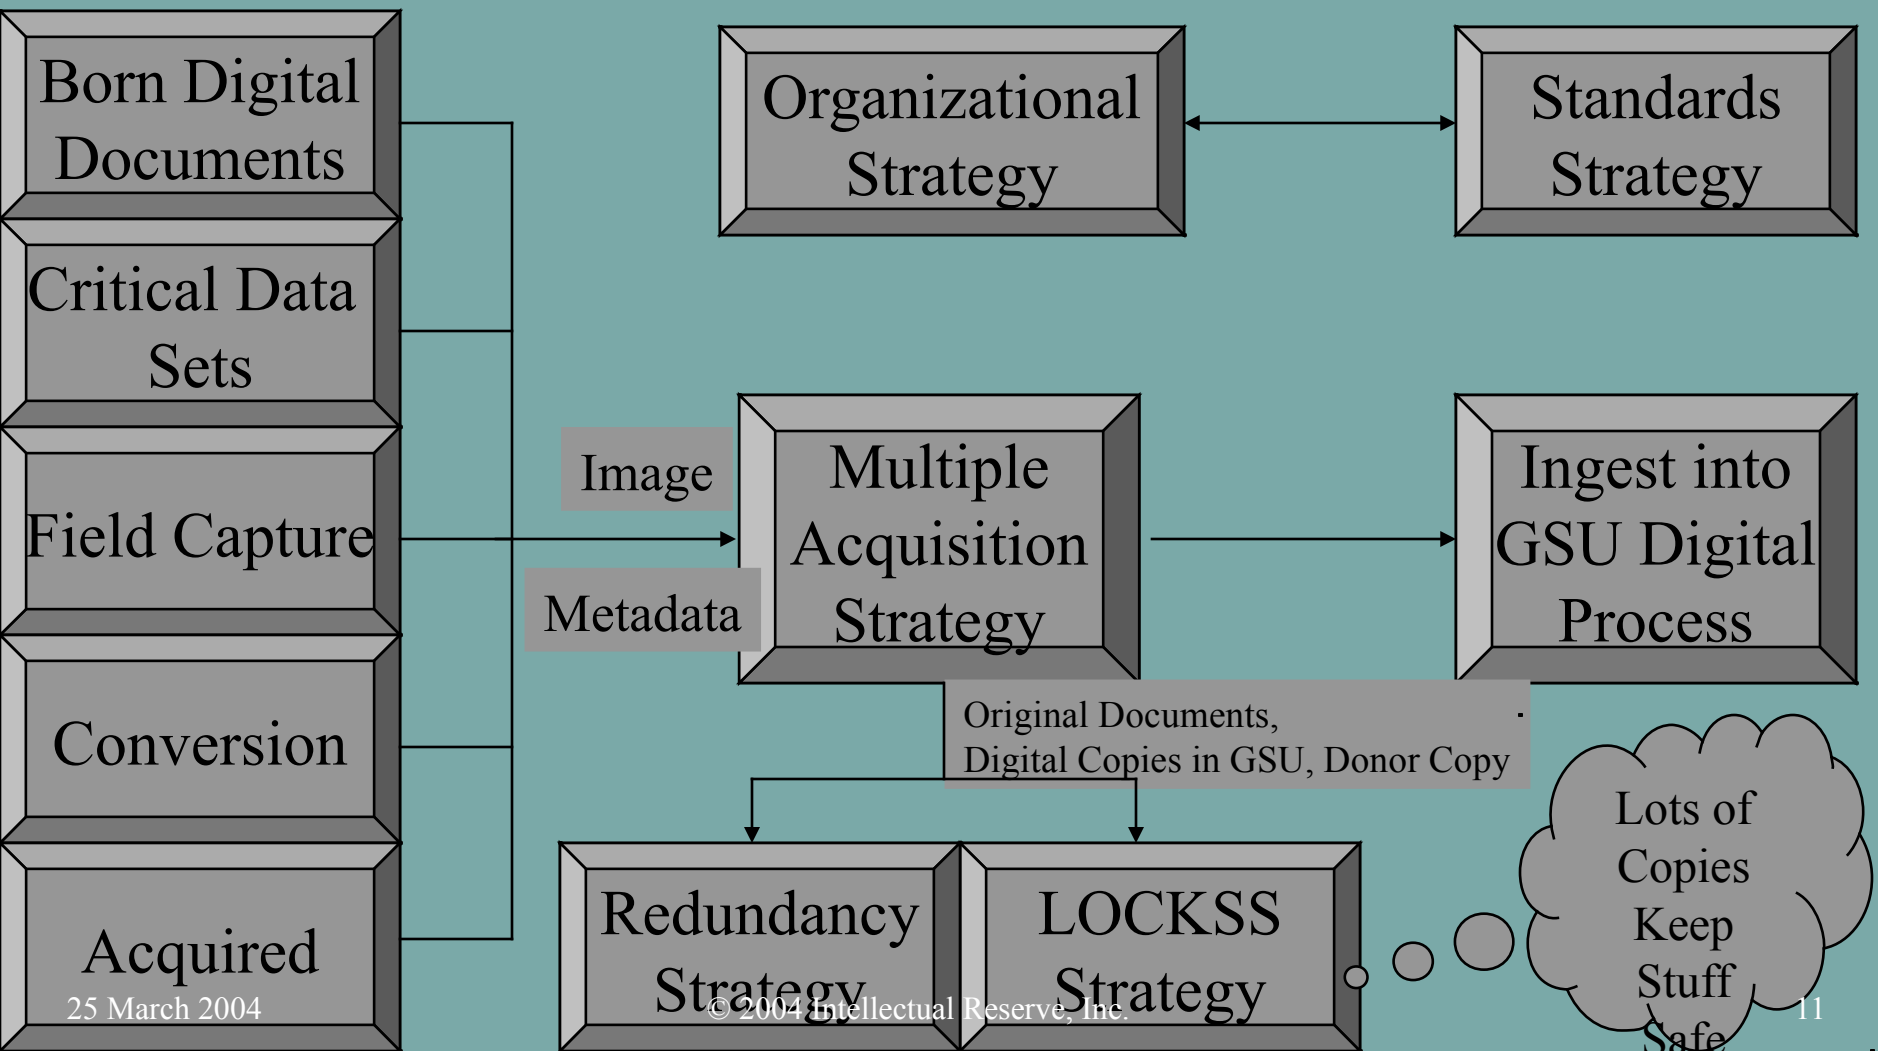 Born Digital
Documents
Critical Data
Sets
Field Capture
Conversion
Acquired
Organizational
Strategy
Standards
Strategy
Image
Metadata
Multiple
Acquisition
Strategy
Ingest into
GSU Digital
Process
Original Documents,
Digital Copies in GSU, Donor Copy
Redundancy
Strategy
LOCKSS
Strategy
Lots of
Copies
Keep
Stuff
Safe
25 March 2004
© 2004 Intellectual Reserve, Inc.
11